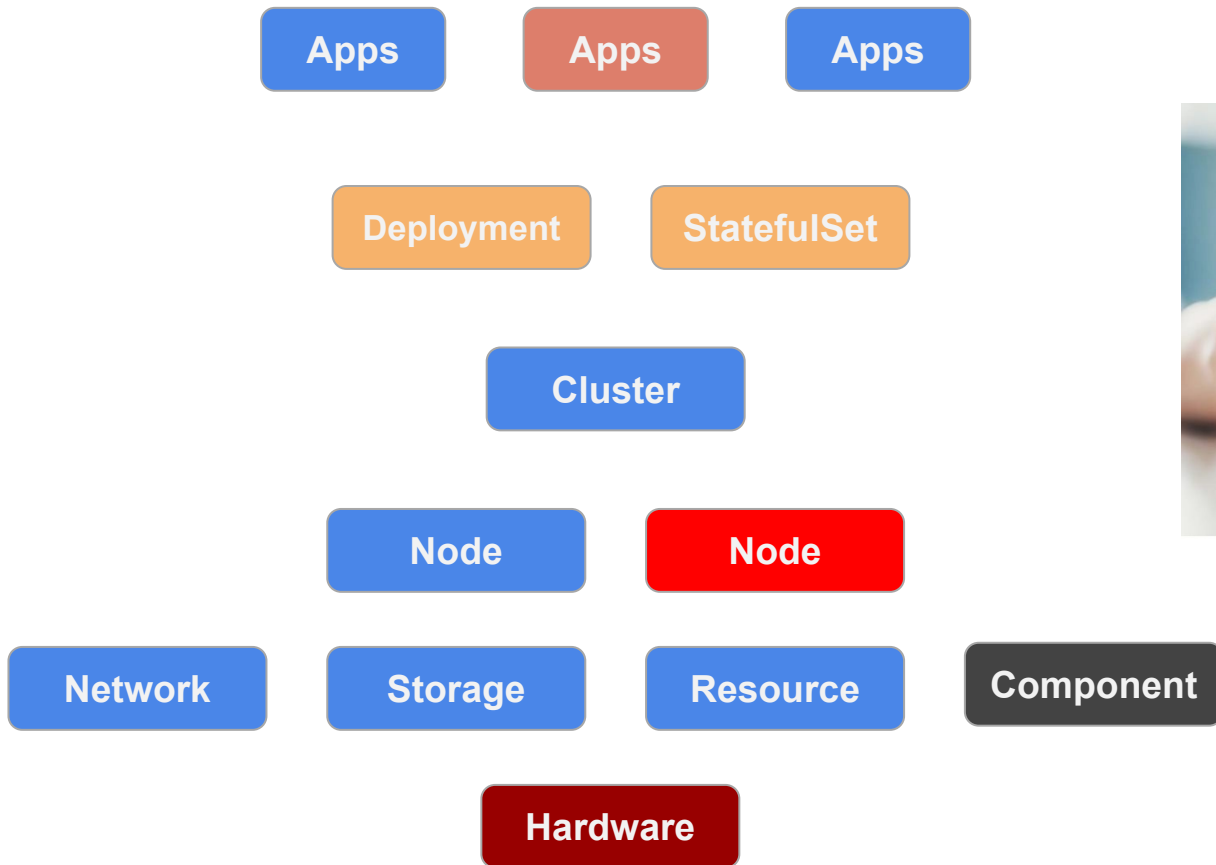 Apps Apps Apps
Deployment StatefulSet
Cluster
Node Node
Network Storage Resource Component
Hardware